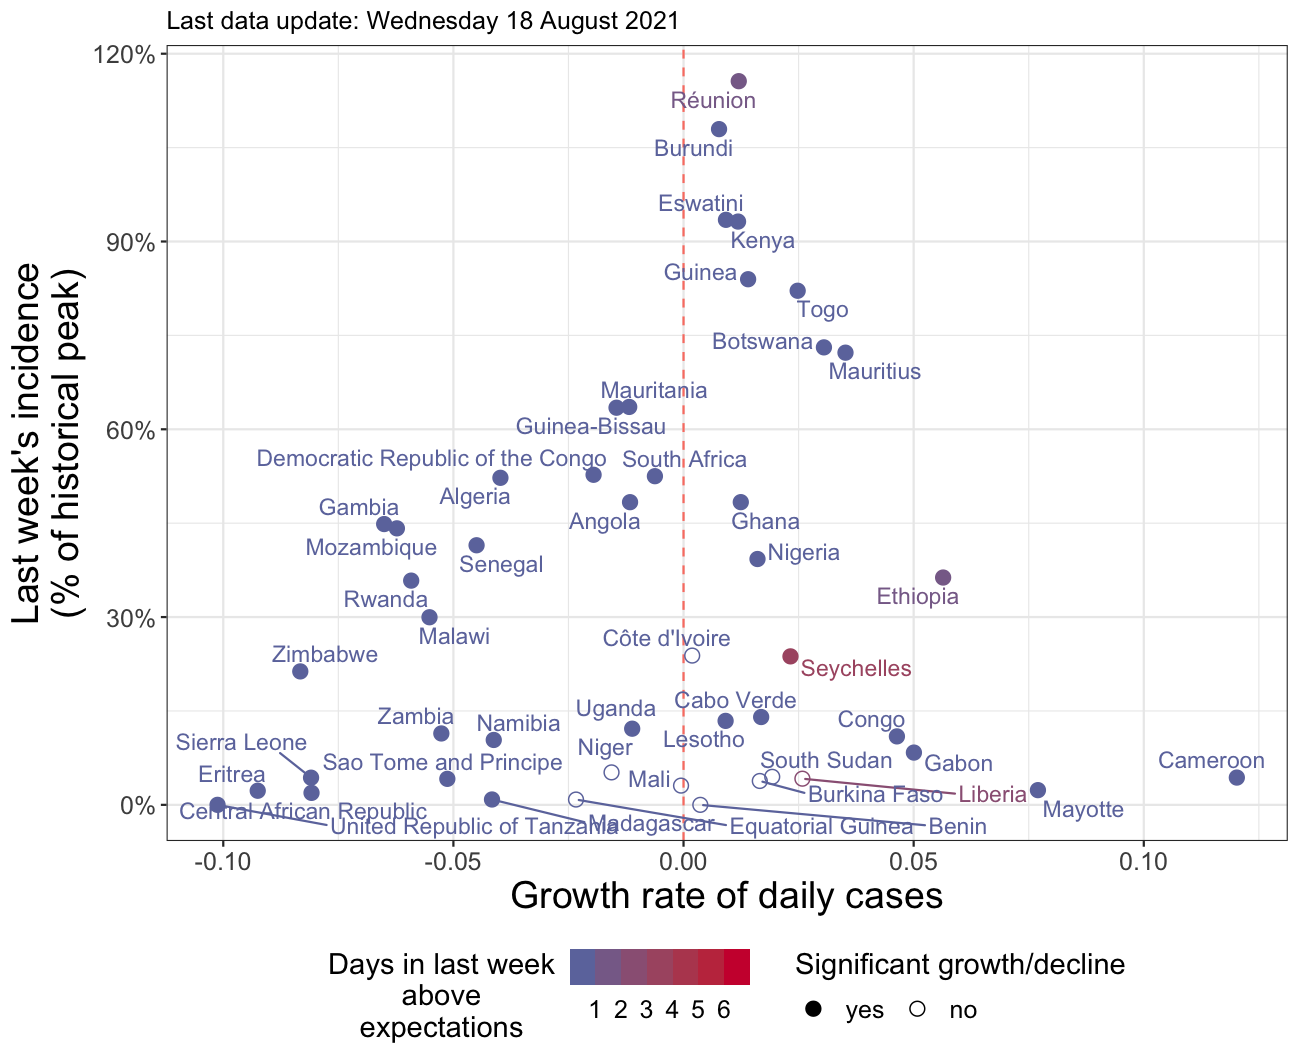 Last data update: Wednesday 18 August 2021
120%
Réunion
Burundi
Eswatini
90%
Kenya
Guinea
Togo
Botswana
Mauritius
Mauritania
Guinea-Bissau
60%
Democratic Republic of the Congo
South Africa
Algeria
Gambia
Angola
Ghana
Mozambique
Senegal
Nigeria
Rwanda
Ethiopia
30%
Malawi
Côte d'Ivoire
Zimbabwe
Seychelles
Cabo Verde
Uganda
Zambia
Namibia
Congo
Sierra Leone
Niger
Lesotho
Sao Tome and Principe
South Sudan
Gabon
Cameroon
Eritrea
Mali
Burkina Faso
Liberia
0%
Central African Republic
Mayotte
United Republic of Tanzania
Madagascar
Equatorial Guinea
Benin
Last week's incidence
(% of historical peak)
-0.10
-0.05
0.00
0.05
0.10
Growth rate of daily cases
Days in last week
above
expectations
1 2 3 4 5 6
Significant growth/decline
yes
no